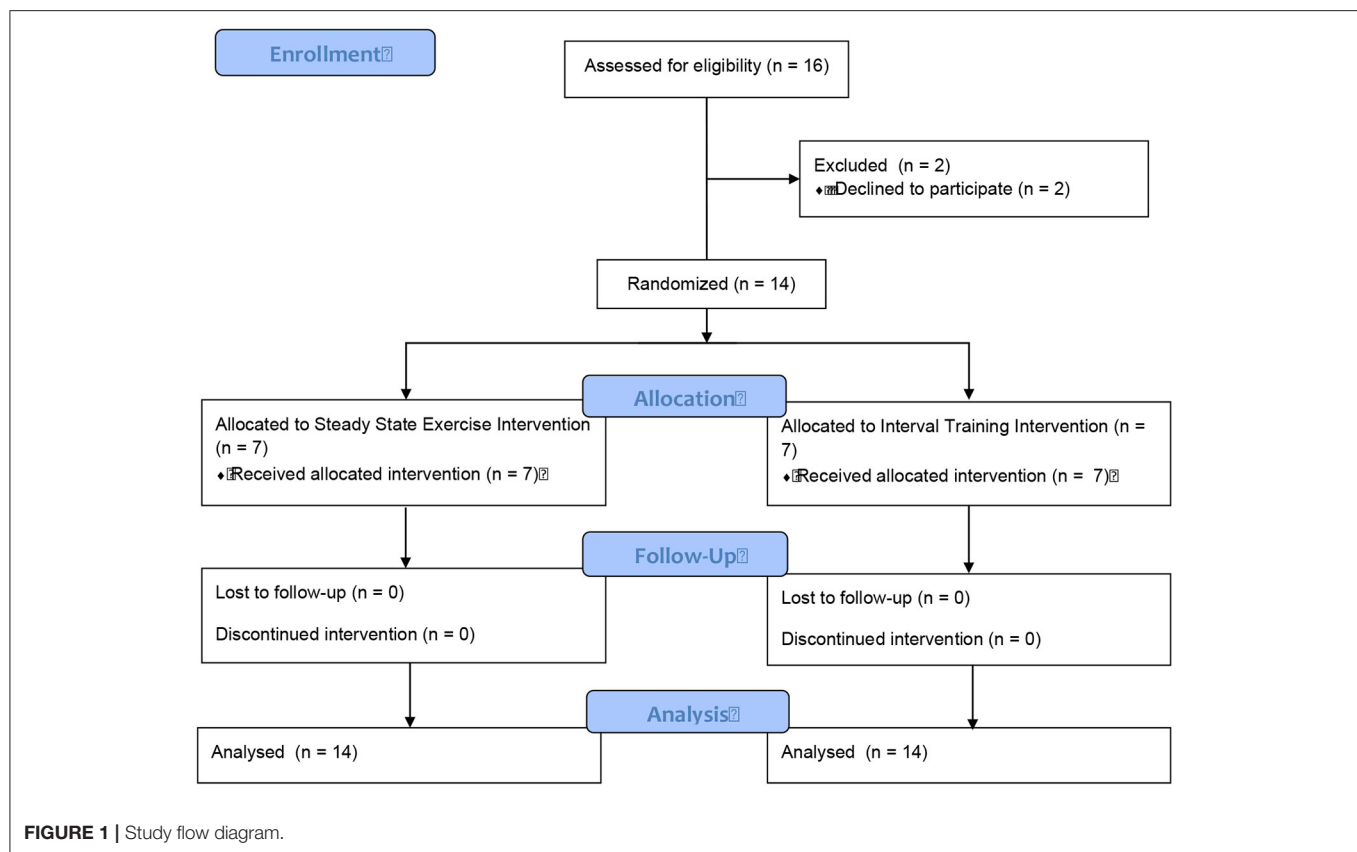 Enrollment
Assessed for eligibility (n = 16)
Excluded (n = 2)
♦ Declined to participate (n = 2)
Randomized (n = 14)
Allocation
Allocated to Steady State Exercise Intervention
(n = 7)
♦ Received allocated intervention (n = 7)
Allocated to Interval Training Intervention (n =
7)
♦ Received allocated intervention (n = 7)
Follow-Up
Lost to follow-up (n = 0)
Discontinued intervention (n = 0)
Lost to follow-up (n = 0)
Discontinued intervention (n = 0)
Analysis
Analysed (n = 14)
Analysed (n = 14)
FIGURE 1 | Study flow diagram.